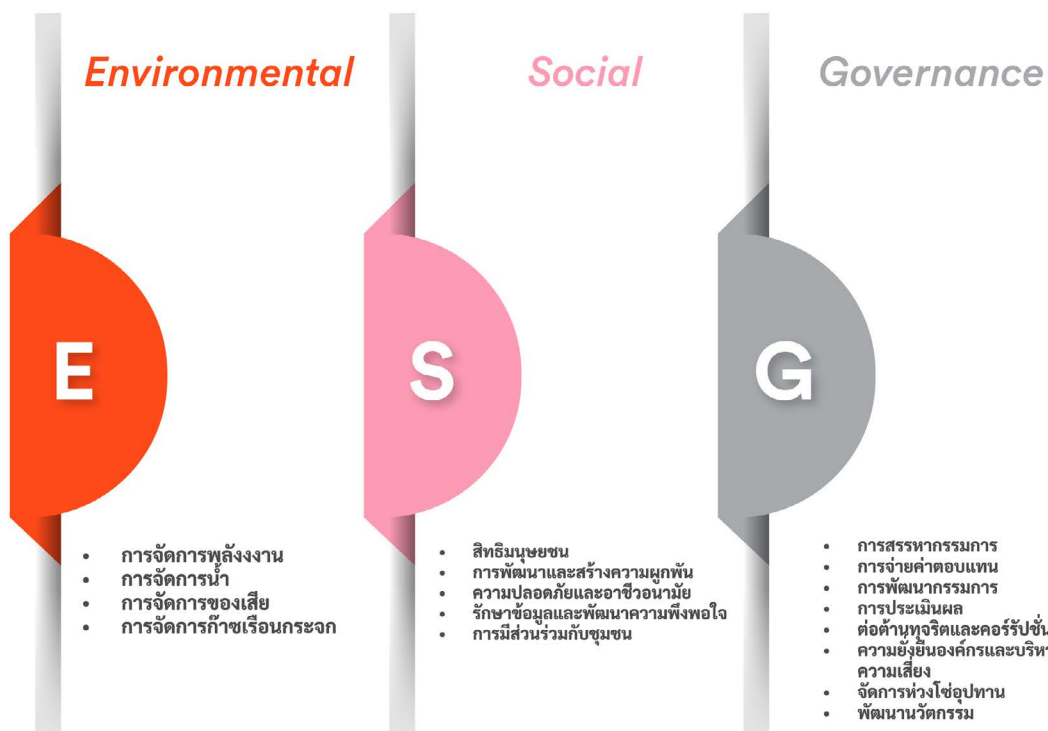 Environmental
E
• การจัดการพลังงงาน
• การจัดการน้ำ
• การจัดการของเสีย
• การจัดการก๊าซเรือนกระจก
Social
S
• สิทธิมนุษยชน
• การพัฒนาและสร้างความผูกพัน
• ความปลอดภัยและอาชีวอนามัย
• รักษาข้อมูลและพัฒนาความพึงพอใจ
• การมีส่วนร่วมกับชุมชน
Governance
G
• การสรรหากรรมการ
• การจ่ายค่าตอบแทน
• การพัฒนากรรมการ
• การประเมินผล
• ต่อต้านทุจริตและคอร์รัปชั่น
• ความยั่งยืนองค์กรและบริหา
ความเสี่ยง
• จัดการห่วงโซ่อุปทาน
• พัฒนานวัตกรรม